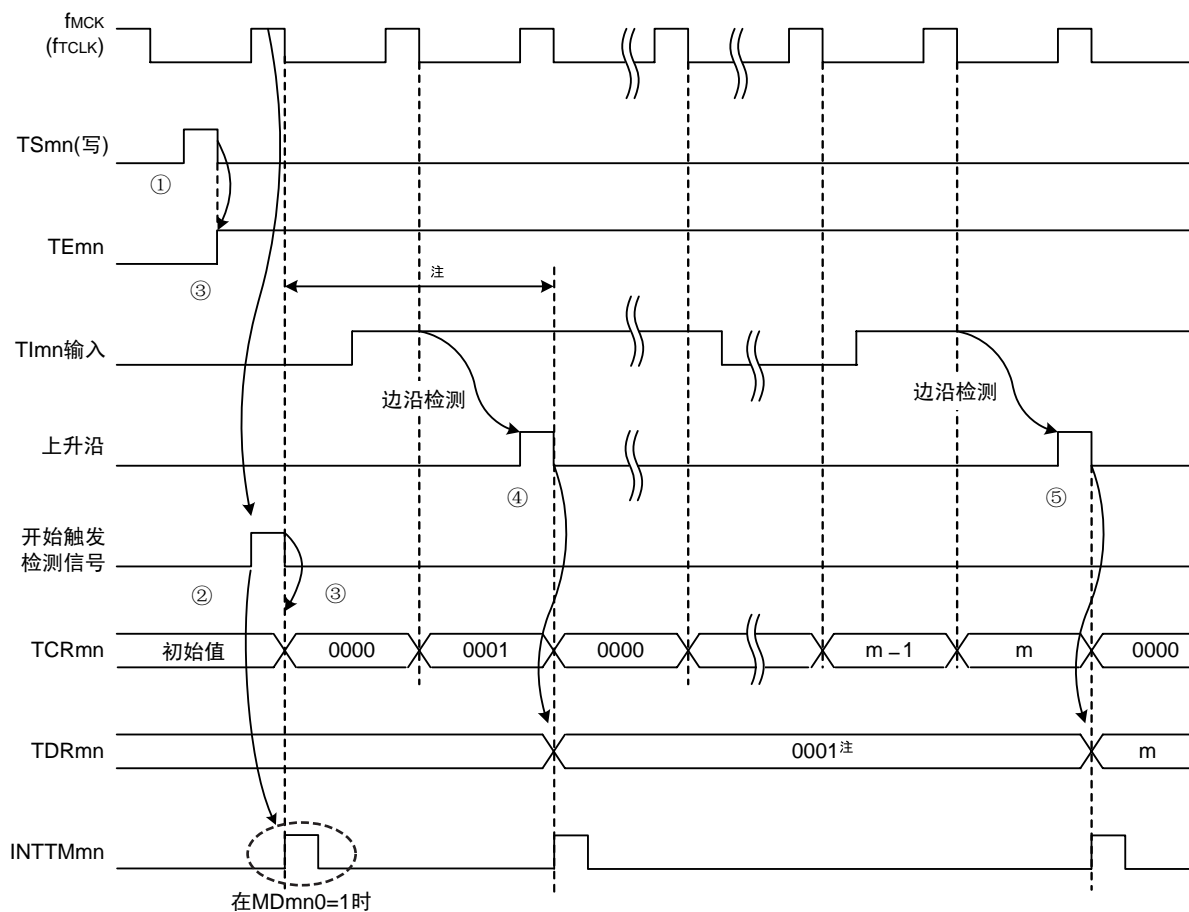 fMCK
(fTCLK)
TSmn(写)
①
TEmn
③
注
TImn输入
边沿检测
边沿检测
上升沿
④
⑤
开始触发
检测信号
②
③
TCRmn
初始值
0000
0001
0000
m –1
m
0000
TDRmn
0001注
m
INTTMmn
在MDmn0=1时